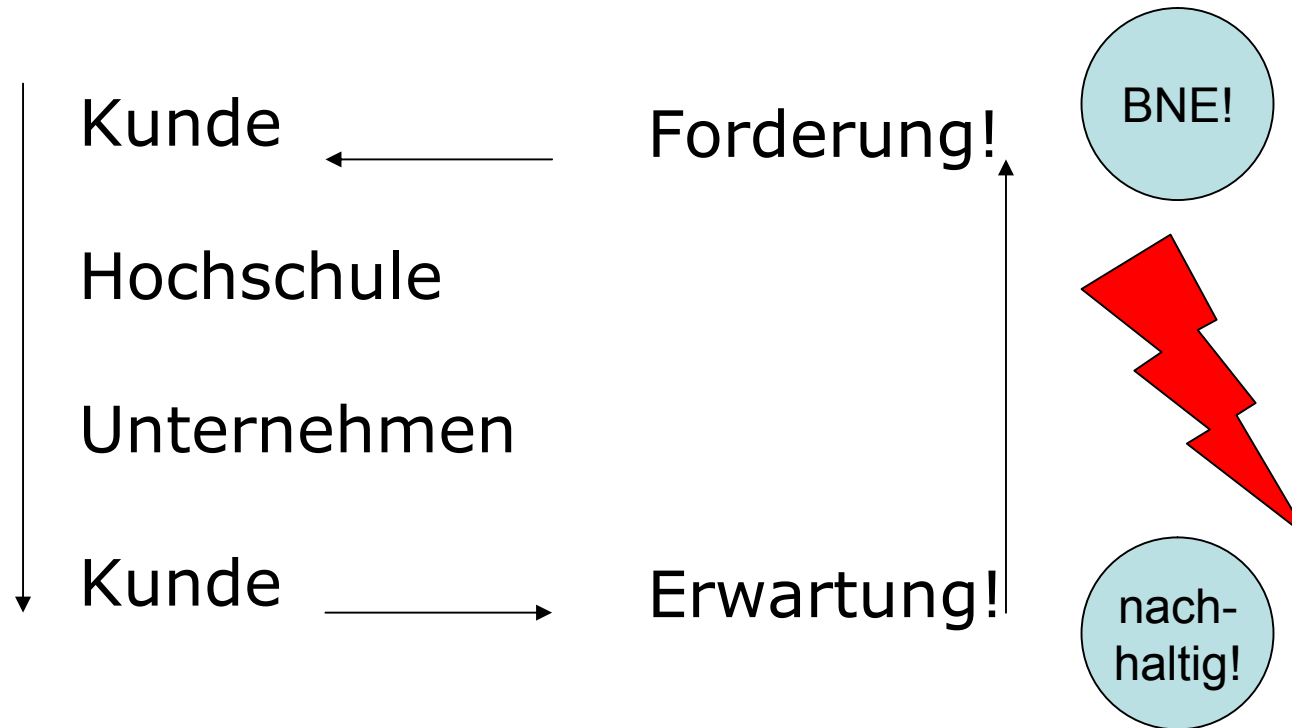 Kunde
Forderung!
BNE!
Hochschule
Unternehmen
Kunde
Erwartung!
nach-
haltig!